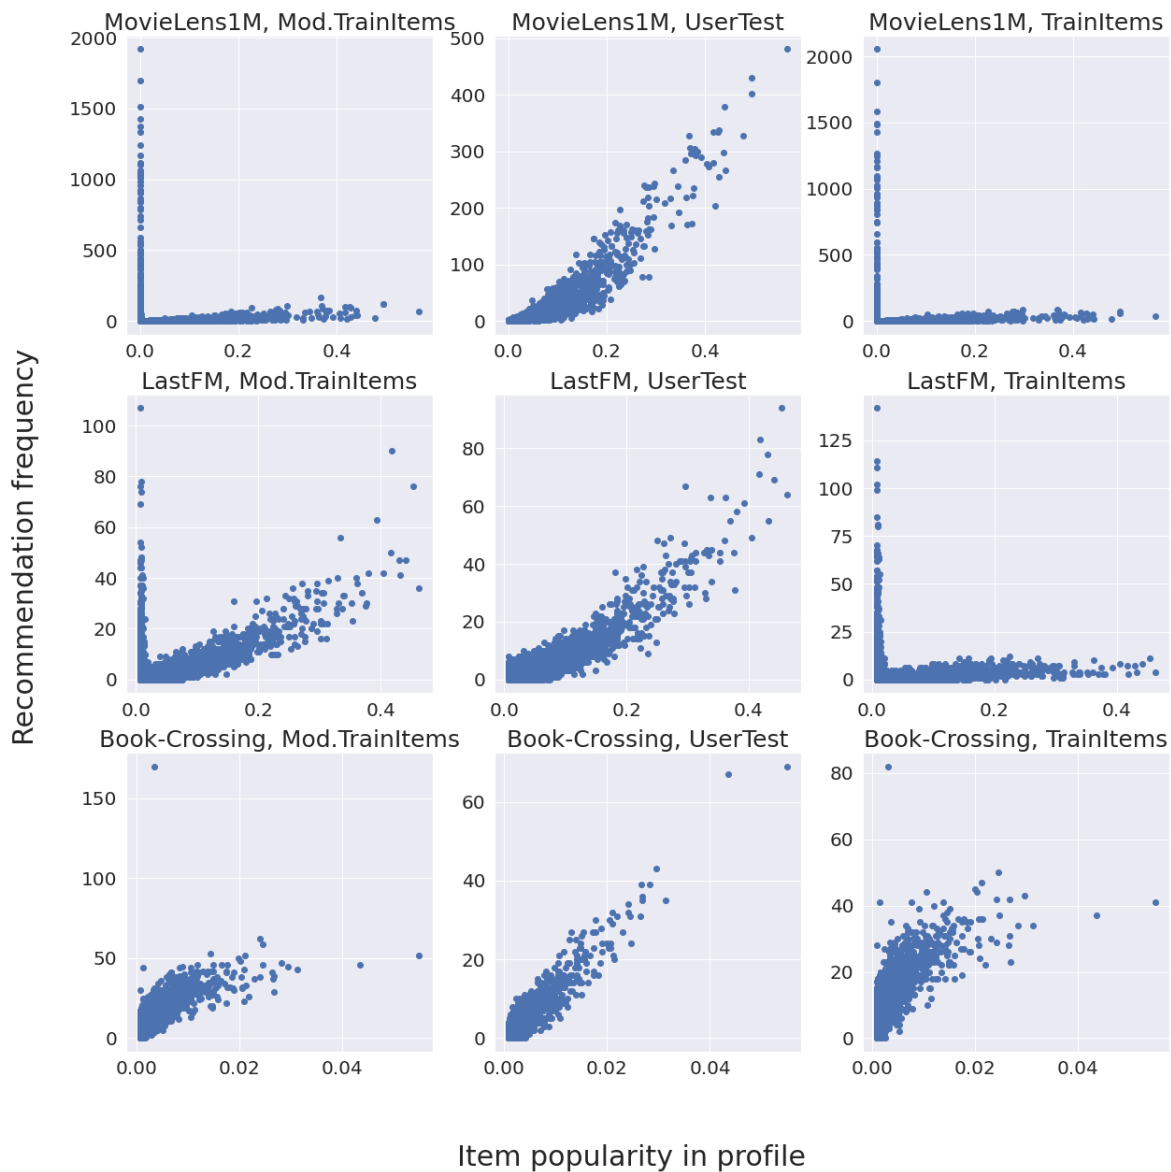 MovieLens1M, Mod.TrainItems
MovieLens1M, UserTest
MovieLens1M, TrainItems
2000
1500
1000
500
0
0.0 0.2 0.4
500
400
300
200
100
0
0.0 0.2 0.4
2000
1500
1000
500
0
0.0 0.2 0.4
LastFM, Mod.TrainItems
LastFM, UserTest
LastFM, TrainItems
100
80
60
40
20
0
0.0 0.2 0.4
80
60
40
20
0
0.0 0.2 0.4
125
100
75
50
25
0
0.0 0.2 0.4
Book-Crossing, Mod.TrainItems
Book-Crossing, UserTest
Book-Crossing, TrainItems
150
100
50
0
0.00 0.02 0.04
60
40
20
0
0.00 0.02 0.04
80
60
40
20
0
0.00 0.02 0.04
Recommendation frequency
Item popularity in profile